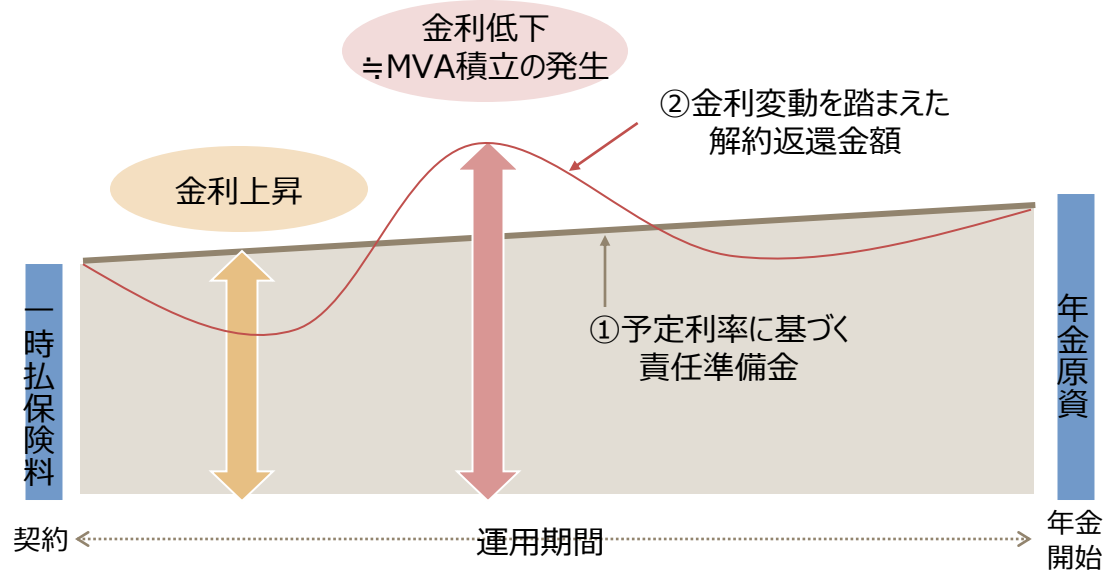 金利低下
≒MVA積立の発生
②金利変動を踏まえた
解約返還金額
金利上昇
一時払保険料
①予定利率に基づく
責任準備金
年金原資
契約
運用期間
年金
開始